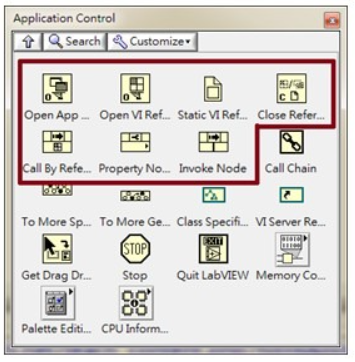 Application Control
Search Customize
Open App ... Open VI Ref... Static VI Ref... Close Refer...
Call By Refe... Property No... Invoke Node Call Chain
To More Sp... To More Ge... Class Specifi... VI Server Re...
STOP EXIT
Get Drag Dr... Stop Quit LabVIEW Memory Co...
Palette Editi... CPU Inform...